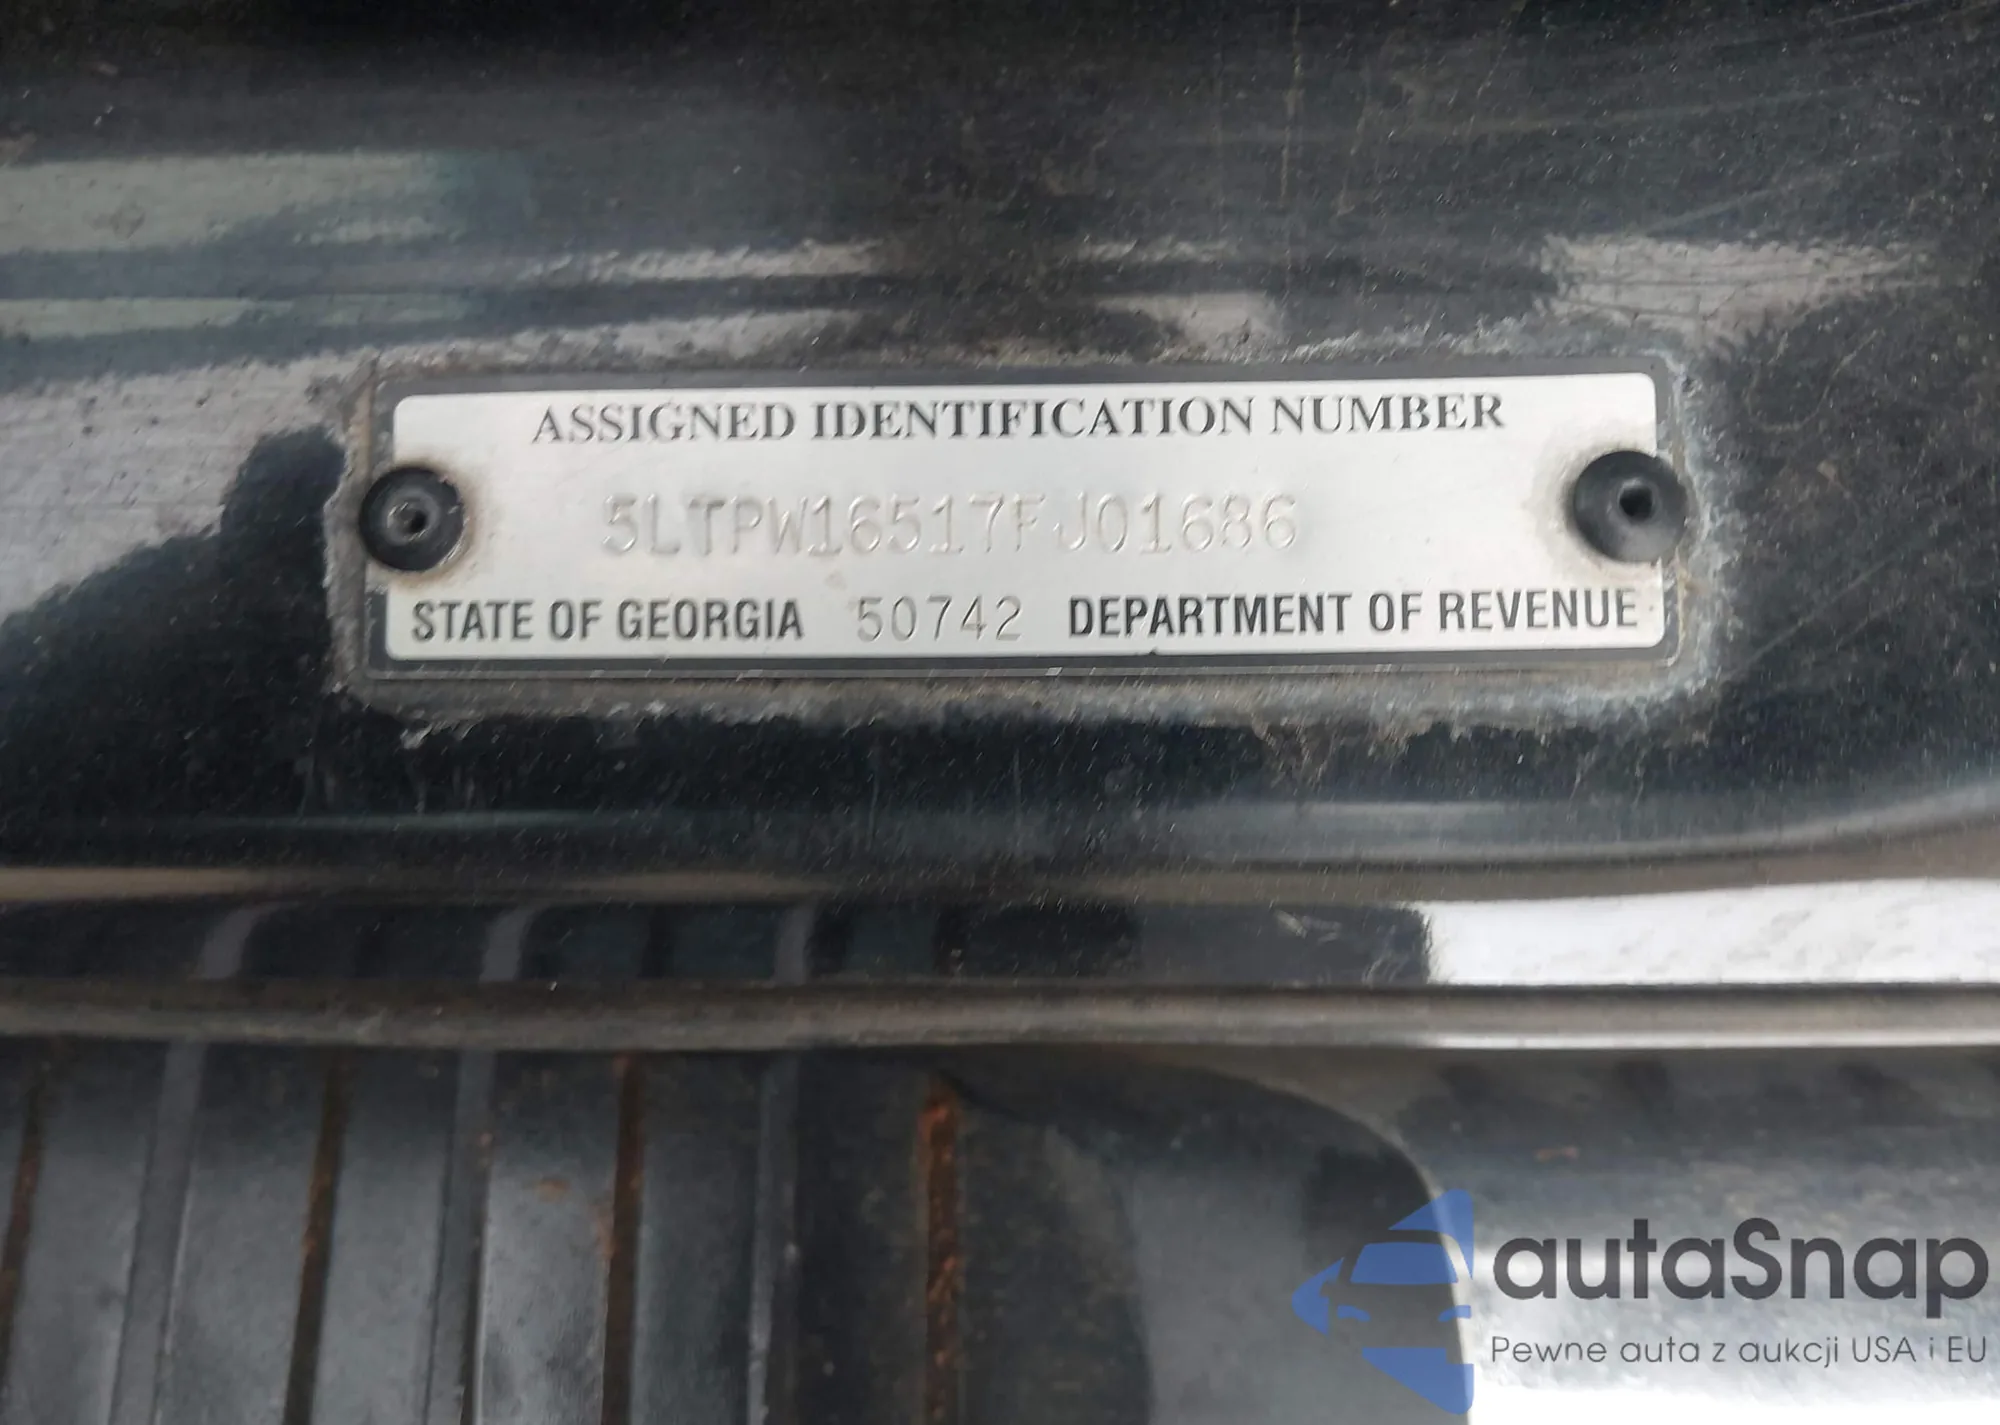 ASSIGNED IDENTIFICATION NUMBER
5LTPW16517FJ01686
STATE OF GEORGIA 50742 DEPARTMENT OF REVENUE
autaSnap
Pewne auta z aukcji USA i EU